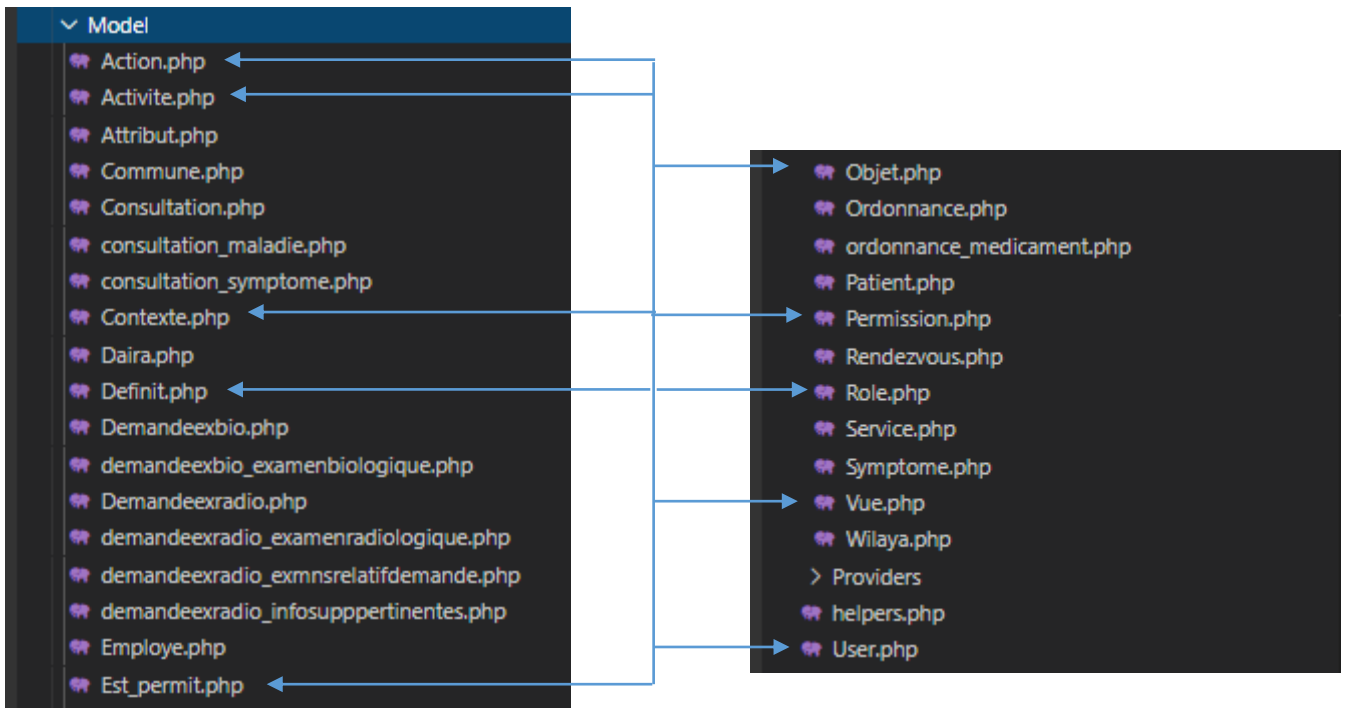 Model
Action.php
Activite.php
Attribut.php
Commune.php
Consultation.php
consultation_maladie.php
consultation_symptome.php
Contexte.php
Daira.php
Definit.php
Demandeexbio.php
demandeexbio_examenbiologique.php
Demandeexradio.php
demandeexradio_examenradiologique.php
demandeexradio_exmnsrelatifdemande.php
demandeexradio_infosupppertinentes.php
Employe.php
Est_permit.php
Objet.php
Ordonnance.php
ordonnance_medicament.php
Patient.php
Permission.php
Rendezvous.php
Role.php
Service.php
Symptome.php
Vue.php
Wilaya.php
Providers
helpers.php
User.php